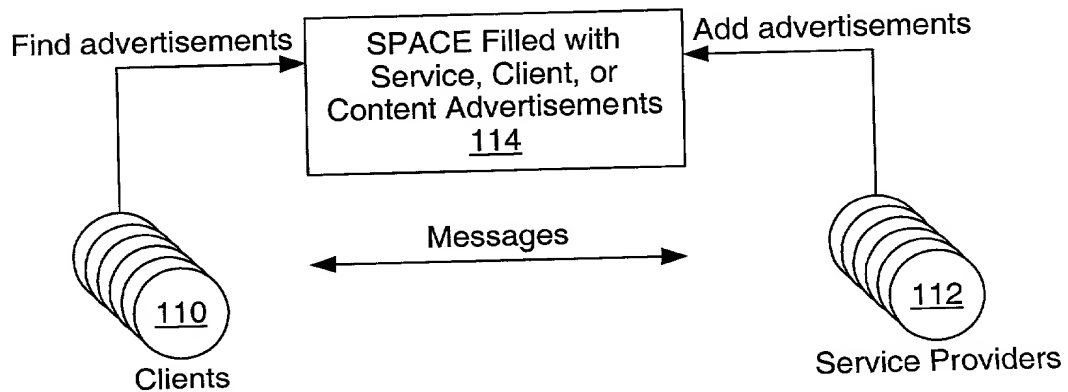 Find advertisements
SPACE Filled with
Service, Client, or
Content Advertisements
114
Add advertisements
Messages
110
Clients
112
Service Providers